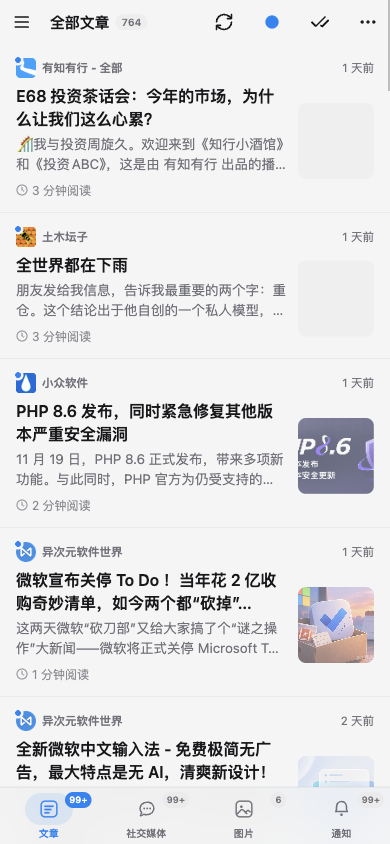 全部文章 764
有知有行 - 全部 1 天前
E68 投资茶话会：今年的市场，为什
么让我们这么心累?
我与投资周旋久。欢迎来到《知行小酒馆》
和《投资 ABC》，这是由 有知有行 出品的播...
3 分钟阅读
土木坛子 1 天前
全世界都在下雨
朋友发给我信息，告诉我最重要的两个字：重
仓。这个结论出于他自创的一个私人模型，...
3 分钟阅读
小众软件 1 天前
PHP 8.6 发布，同时紧急修复其他版
本严重安全漏洞
11 月 19 日，PHP 8.6 正式发布，带来多项新
功能。与此同时，PHP 官方为仍受支持的...
2 分钟阅读
HP 8.6
本发布
本安全更新
异次元软件世界 1 天前
微软宣布关停 To Do！当年花 2 亿收
购奇妙清单，如今两个都“砍掉”...
这两天微软“砍刀部”又给大家搞了个“谜之操
作”大新闻——微软将正式关停 Microsoft T...
1 分钟阅读
异次元软件世界 2 天前
全新微软中文输入法 - 免费极简无广
告，最大特点是无 AI，清爽新设计！
99+ 99+ 6 99+
文章 社交媒体 图片 通知